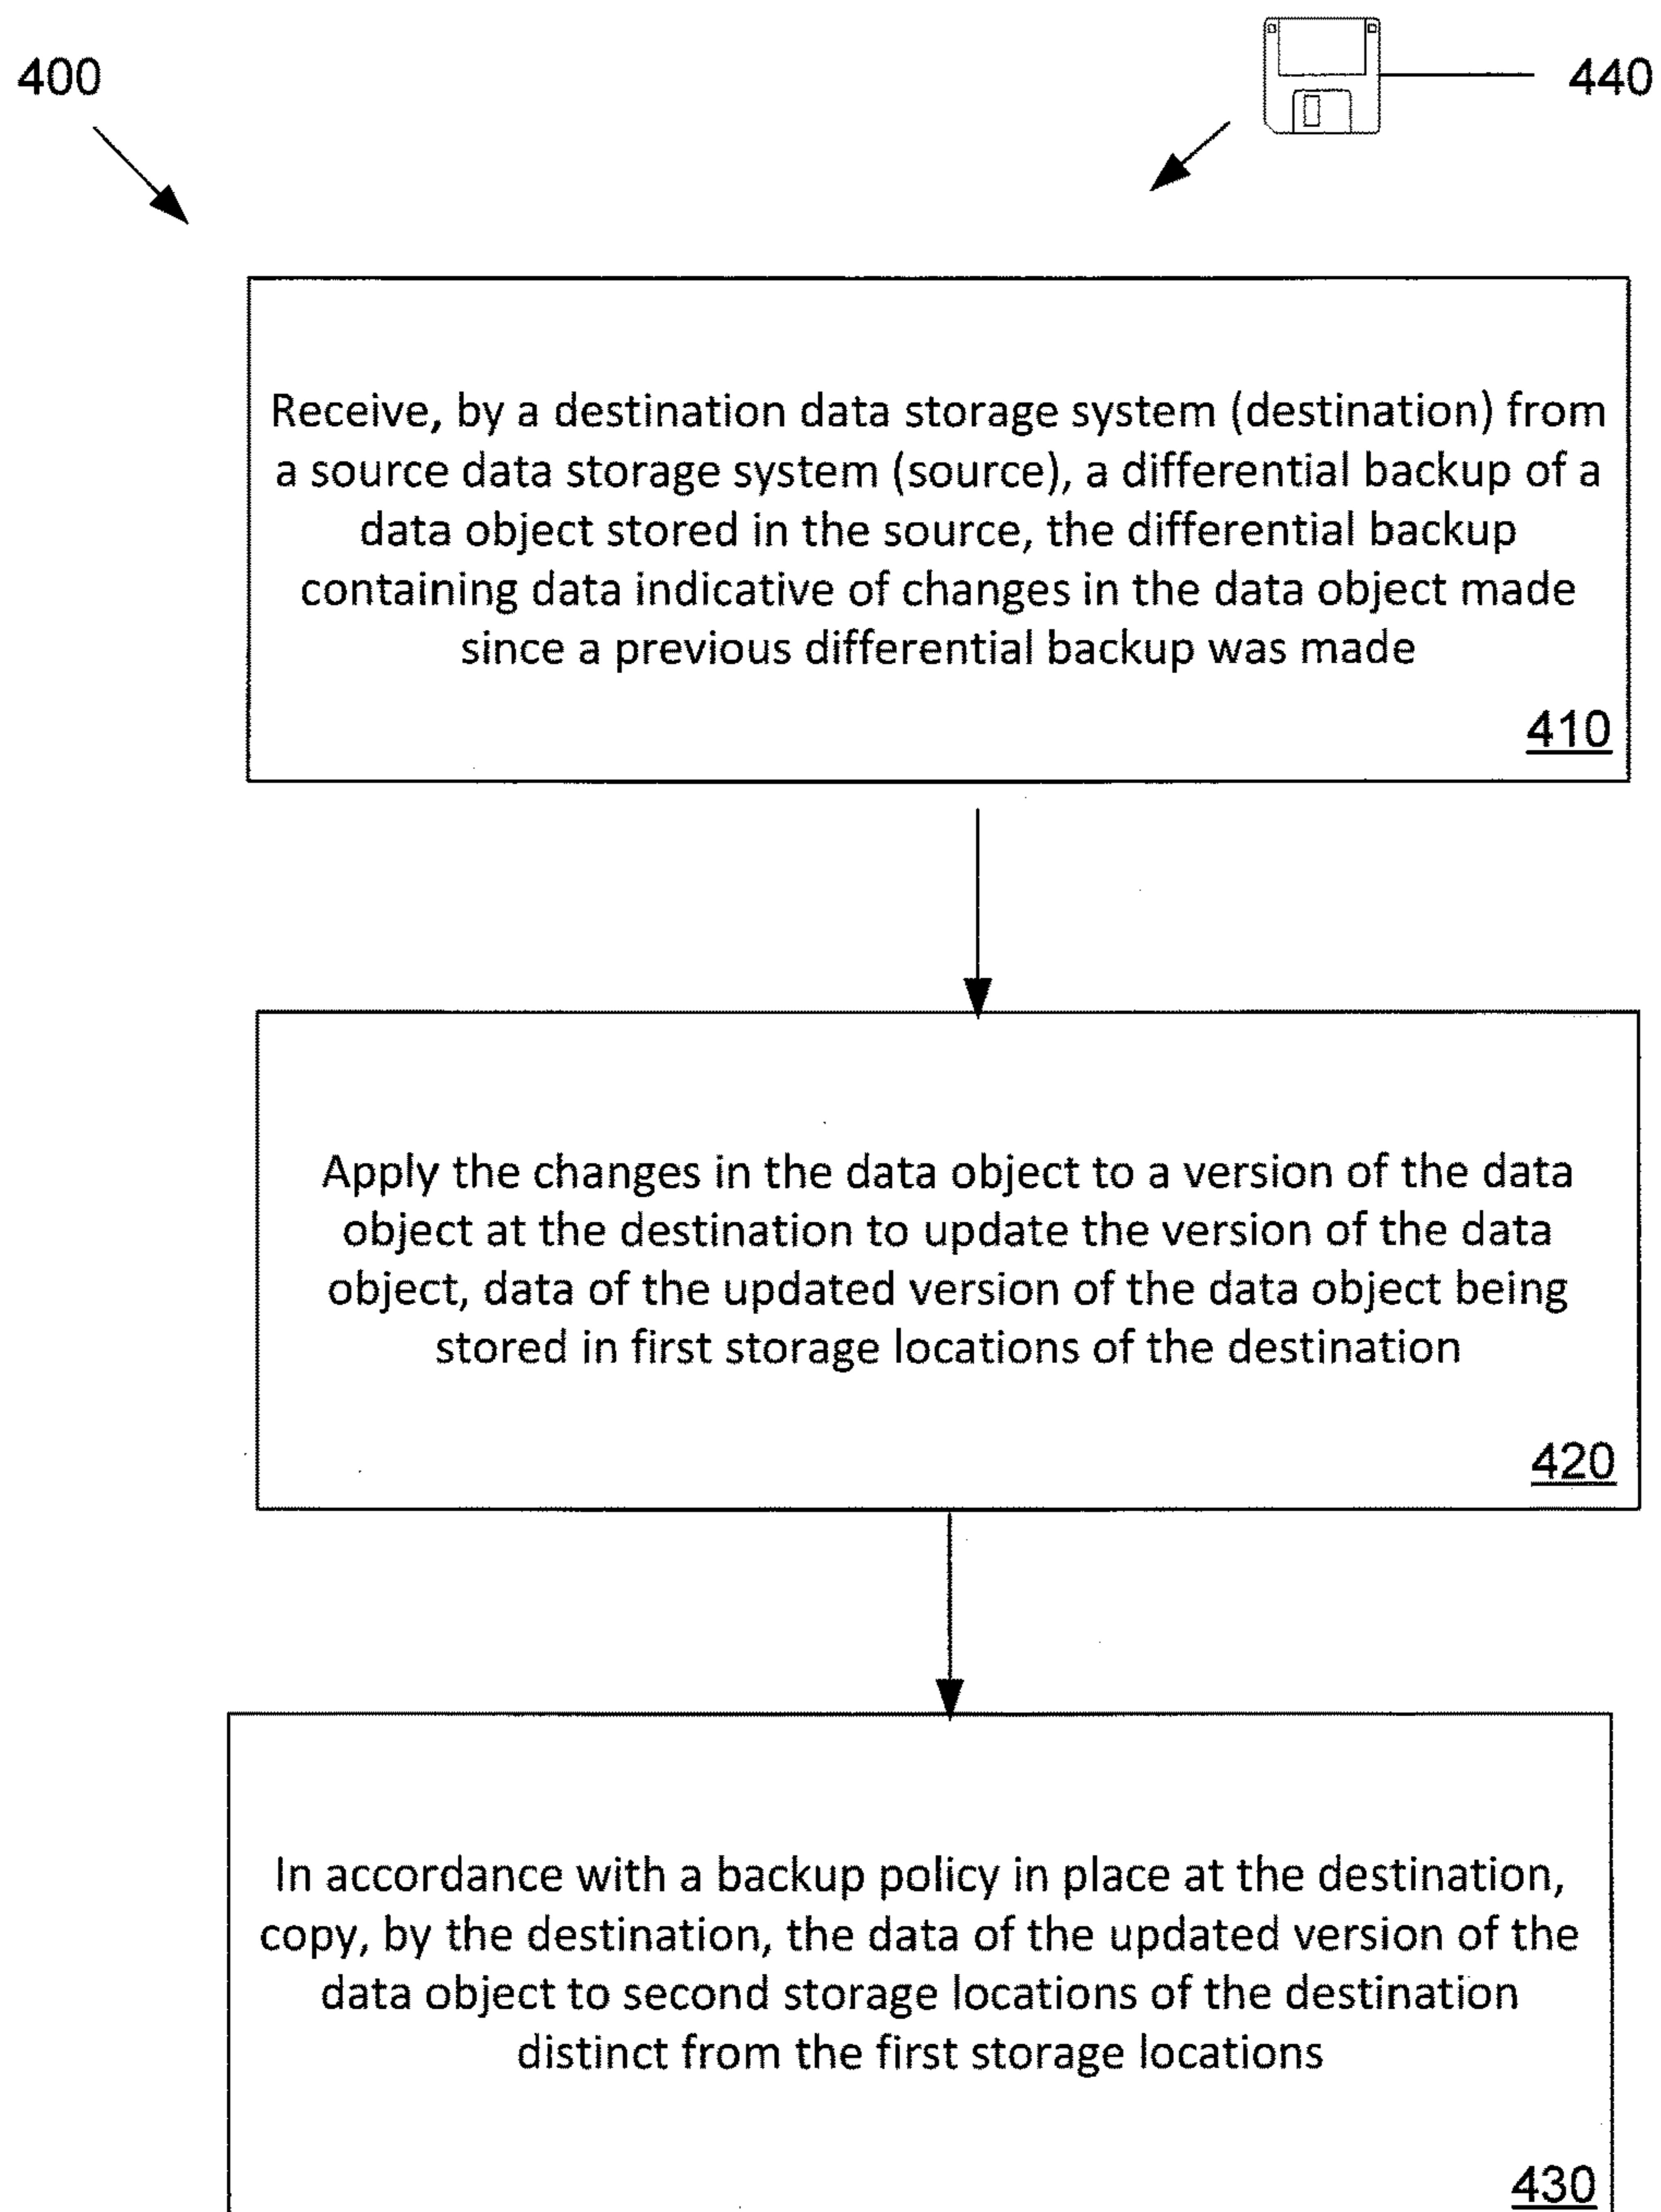 400
440
Receive, by a destination data storage system (destination) from
a source data storage system (source), a differential backup of a
data object stored in the source, the differential backup
containing data indicative of changes in the data object made
since a previous differential backup was made
410
Apply the changes in the data object to a version of the data
object at the destination to update the version of the data
object, data of the updated version of the data object being
stored in first storage locations of the destination
420
In accordance with a backup policy in place at the destination,
copy, by the destination, the data of the updated version of the
data object to second storage locations of the destination
distinct from the first storage locations
430